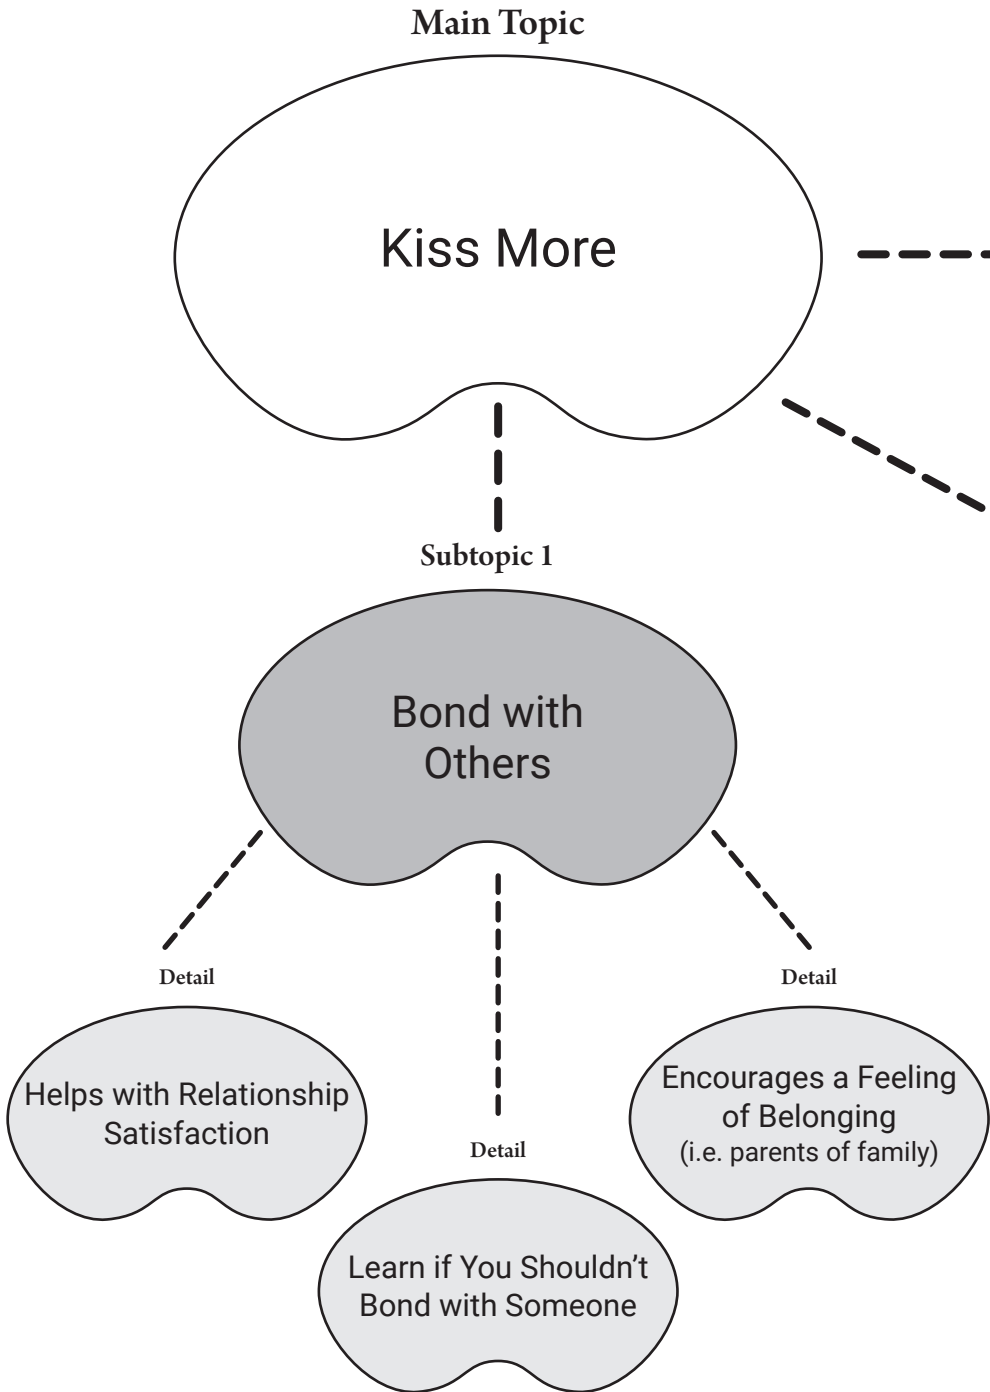 Main Topic
Kiss More
Subtopic 1
Bond with
Others
Detail
Helps with Relationship
Satisfaction
Detail
Learn if You Shouldn’t
Bond with Someone
Detail
Encourages a Feeling
of Belonging
(i.e. parents of family)